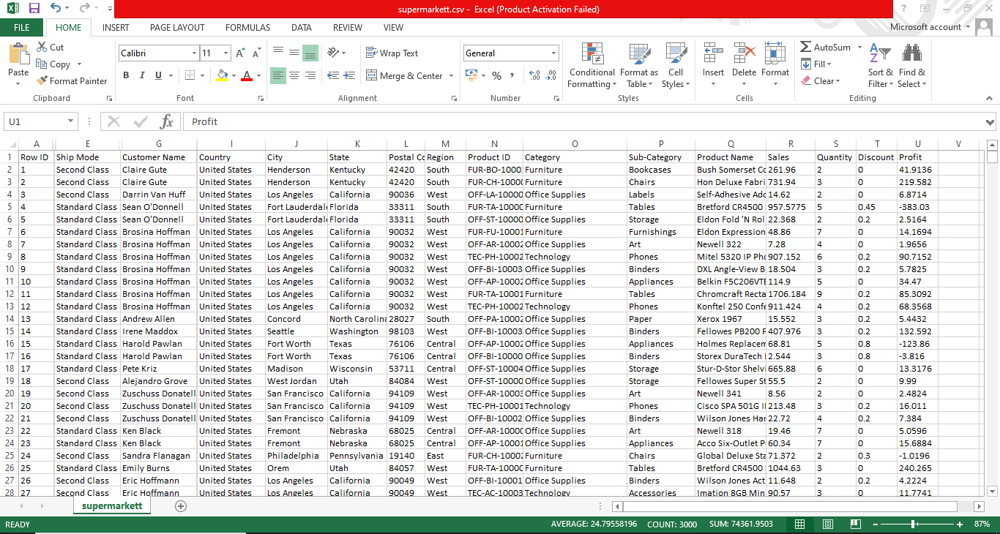 supermarkett.csv - Excel (Product Activation Failed)
FILE HOME INSERT PAGE LAYOUT FORMULAS DATA REVIEW VIEW Microsoft account
Cut Calibri 11 Wrap Text General AutoSum
Copy Fill
Paste Format Painter B I U Merge & Center % Conditional Formatting Format as Table Cell Styles Insert Delete Format Clear Sort & Filter Find & Select
Clipboard Font Alignment Number Styles Cells Editing
U1 fx Profit
A E G I J K L M N O P Q R S T U V
1 Row ID Ship Mode Customer Name Country City State Postal Co Region Product ID Category Sub-Category Product Name Sales Quantity Discount Profit
2 1 Second Class Claire Gute United States Henderson Kentucky 42420 South FUR-BO-1000 Furniture Bookcases Bush Somerset Co 261.96 2 0 41.9136
3 2 Second Class Claire Gute United States Henderson Kentucky 42420 South FUR-CH-1000 Furniture Chairs Hon Deluxe Fabri 731.94 3 0 219.582
4 3 Second Class Darrin Van Huff United States Los Angeles California 90036 West OFF-LA-10000 Office Supplies Labels Self-Adhesive Add 14.62 2 0 6.8714
5 4 Standard Class Sean O'Donnell United States Fort Lauderdal Florida 33311 South FUR-TA-1000 Furniture Tables Bretford CR4500 957.5775 5 0.45 -383.03
6 5 Standard Class Sean O'Donnell United States Fort Lauderdal Florida 33311 South OFF-ST-10000 Office Supplies Storage Eldon Fold 'N Rol 22.368 2 0.2 2.5164
7 6 Standard Class Brosina Hoffman United States Los Angeles California 90032 West FUR-FU-1000 Furniture Furnishings Eldon Expression 48.86 7 0 14.1694
8 7 Standard Class Brosina Hoffman United States Los Angeles California 90032 West OFF-AR-10002 Office Supplies Art Newell 322 7.28 4 0 1.9656
9 8 Standard Class Brosina Hoffman United States Los Angeles California 90032 West TEC-PH-10002 Technology Phones Mitel 5320 IP Pho 907.152 6 0.2 90.7152
10 9 Standard Class Brosina Hoffman United States Los Angeles California 90032 West OFF-BI-10003 Office Supplies Binders DXL Angle-View B 18.504 3 0.2 5.7825
11 10 Standard Class Brosina Hoffman United States Los Angeles California 90032 West OFF-AP-10002 Office Supplies Appliances Belkin F5C206VTE 114.9 5 0 34.47
12 11 Standard Class Brosina Hoffman United States Los Angeles California 90032 West FUR-TA-1000 Furniture Tables Chromcraft Recta 1706.184 9 0.2 85.3092
13 12 Standard Class Brosina Hoffman United States Los Angeles California 90032 West TEC-PH-10002 Technology Phones Konftel 250 Confe 911.424 4 0.2 68.3568
14 13 Standard Class Andrew Allen United States Concord North Carolina 28027 South OFF-PA-10002 Office Supplies Paper Xerox 1967 15.552 3 0.2 5.4432
15 14 Standard Class Irene Maddox United States Seattle Washington 98103 West OFF-BI-10003 Office Supplies Binders Fellowes PB200 P 407.976 3 0.2 132.592
16 15 Standard Class Harold Pawlan United States Fort Worth Texas 76106 Central OFF-AP-10002 Office Supplies Appliances Holmes Replacem 68.81 5 0.8 -123.86
17 16 Standard Class Harold Pawlan United States Fort Worth Texas 76106 Central OFF-BI-10000 Office Supplies Binders Storex DuraTech 2.544 3 0.8 -3.816
18 17 Standard Class Pete Kriz United States Madison Wisconsin 53711 Central OFF-ST-10004 Office Supplies Storage Stur-D-Stor Shelvi 665.88 6 0 13.3176
19 18 Second Class Alejandro Grove United States West Jordan Utah 84084 West OFF-ST-10000 Office Supplies Storage Fellowes Super St 55.5 2 0 9.99
20 19 Second Class Zuschuss Donatell United States San Francisco California 94109 West OFF-AR-10003 Office Supplies Art Newell 341 8.56 2 0 2.4824
21 20 Second Class Zuschuss Donatell United States San Francisco California 94109 West TEC-PH-10001 Technology Phones Cisco SPA 501G I 213.48 3 0.2 16.011
22 21 Second Class Zuschuss Donatell United States San Francisco California 94109 West OFF-BI-10002 Office Supplies Binders Wilson Jones Har 22.72 4 0.2 7.384
23 22 Standard Class Ken Black United States Fremont Nebraska 68025 Central OFF-AR-10000 Office Supplies Art Newell 318 19.46 7 0 5.0596
24 23 Standard Class Ken Black United States Fremont Nebraska 68025 Central OFF-AP-10001 Office Supplies Appliances Acco Six-Outlet P 60.34 7 0 15.6884
25 24 Second Class Sandra Flanagan United States Philadelphia Pennsylvania 19140 East FUR-CH-1000 Furniture Chairs Global Deluxe Sta 71.372 2 0.3 -1.0196
26 25 Standard Class Emily Burns United States Orem Utah 84057 West FUR-TA-1000 Furniture Tables Bretford CR4500 1044.63 3 0 240.265
27 26 Second Class Eric Hoffmann United States Los Angeles California 90049 West OFF-BI-10001 Office Supplies Binders Wilson Jones Act 11.648 2 0.2 4.2224
28 27 Second Class Eric Hoffmann United States Los Angeles California 90049 West TEC-AC-10003 Technology Accessories Imation 8GB Min 90.57 3 0 11.7741
supermarkett
READY AVERAGE: 24.79558196 COUNT: 3000 SUM: 74361.9503 87%